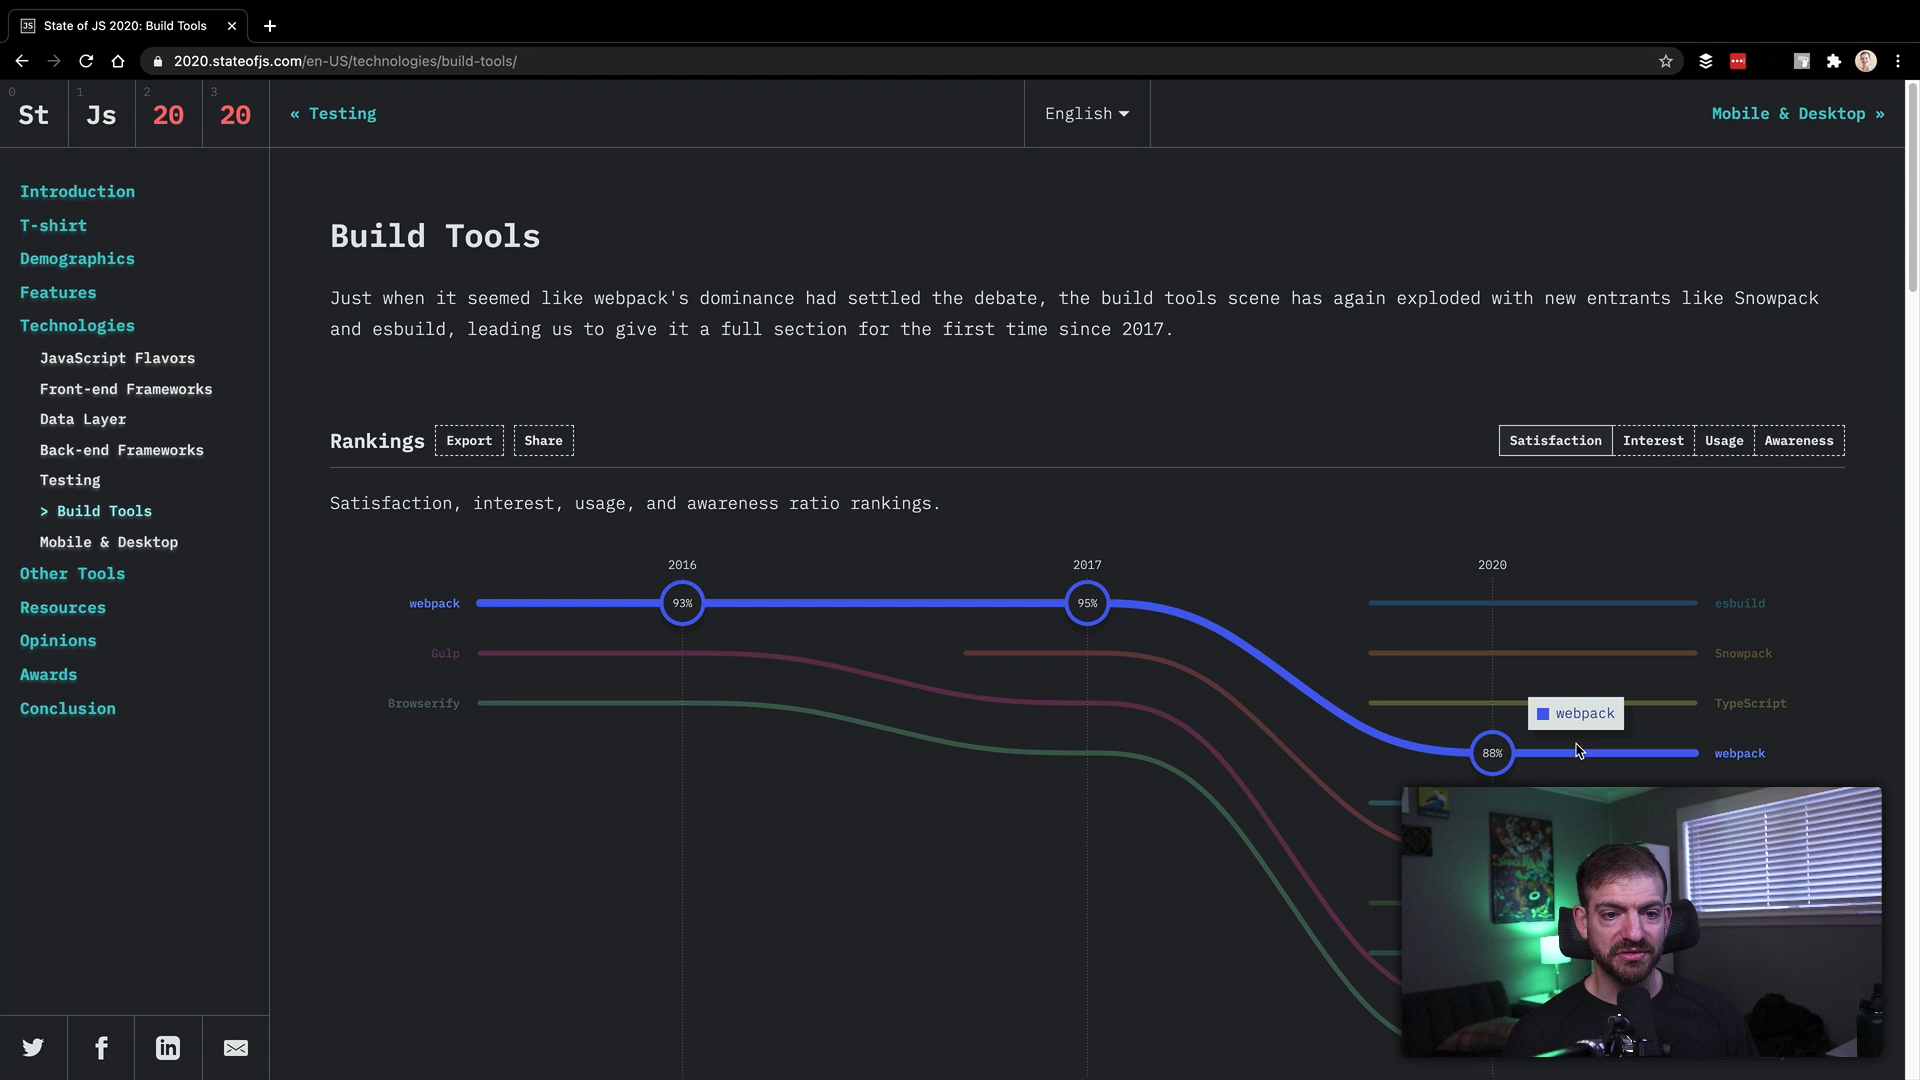 State of JS 2020: Build Tools
2020.stateofjs.com/en-US/technologies/build-tools/
0 St
1 Js
2 20
3 20
« Testing
English
Mobile & Desktop »
Introduction
T-shirt
Demographics
Features
Technologies
JavaScript Flavors
Front-end Frameworks
Data Layer
Back-end Frameworks
Testing
> Build Tools
Mobile & Desktop
Other Tools
Resources
Opinions
Awards
Conclusion
Build Tools
Just when it seemed like webpack's dominance had settled the debate, the build tools scene has again exploded with new entrants like Snowpack
and esbuild, leading us to give it a full section for the first time since 2017.
Rankings
Export
Share
Satisfaction
Interest
Usage
Awareness
Satisfaction, interest, usage, and awareness ratio rankings.
2016
2017
2020
webpack
93%
95%
esbuild
Gulp
Snowpack
Browserify
TypeScript
webpack
88%
webpack